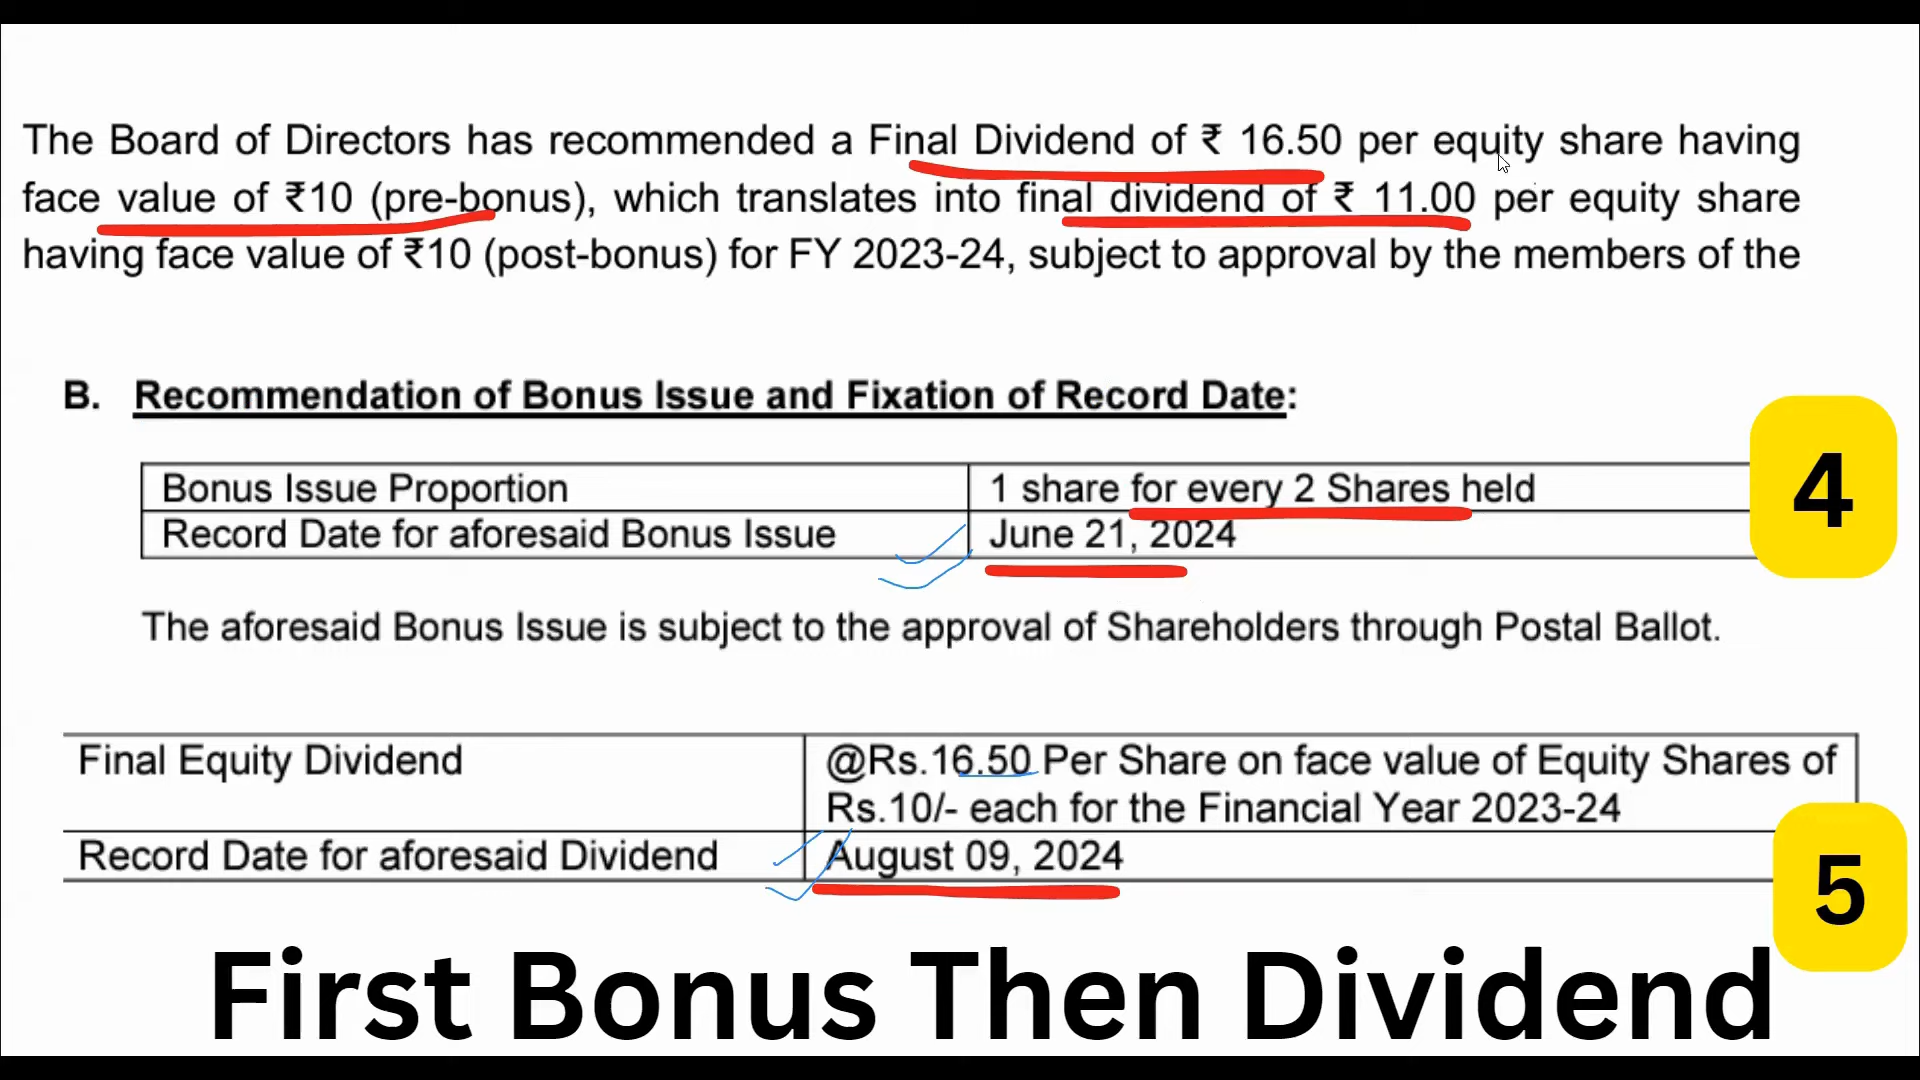 The Board of Directors has recommended a Final Dividend of ₹ 16.50 per equity share having
face value of ₹10 (pre-bonus), which translates into final dividend of ₹ 11.00 per equity share
having face value of ₹10 (post-bonus) for FY 2023-24, subject to approval by the members of the
B. Recommendation of Bonus Issue and Fixation of Record Date:
Bonus Issue Proportion 1 share for every 2 Shares held
4
Record Date for aforesaid Bonus Issue June 21, 2024
The aforesaid Bonus Issue is subject to the approval of Shareholders through Postal Ballot.
Final Equity Dividend @Rs.16.50 Per Share on face value of Equity Shares of
Rs.10/- each for the Financial Year 2023-24
Record Date for aforesaid Dividend August 09, 2024
5
First Bonus Then Dividend